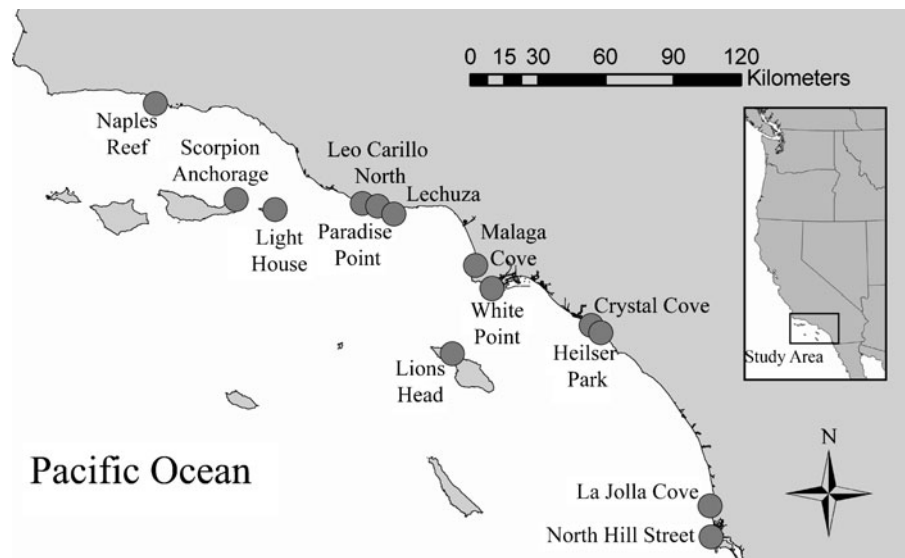 0 15 30 60 90 120
Kilometers
Naples
Reef
Scorpion
Anchorage
Leo Carillo
North
Lechuza
Light
House
Paradise
Point
Malaga
Cove
White
Point
Crystal Cove
Heilser
Park
Lions
Head
Study Area
Pacific Ocean
N
La Jolla Cove
North Hill Street